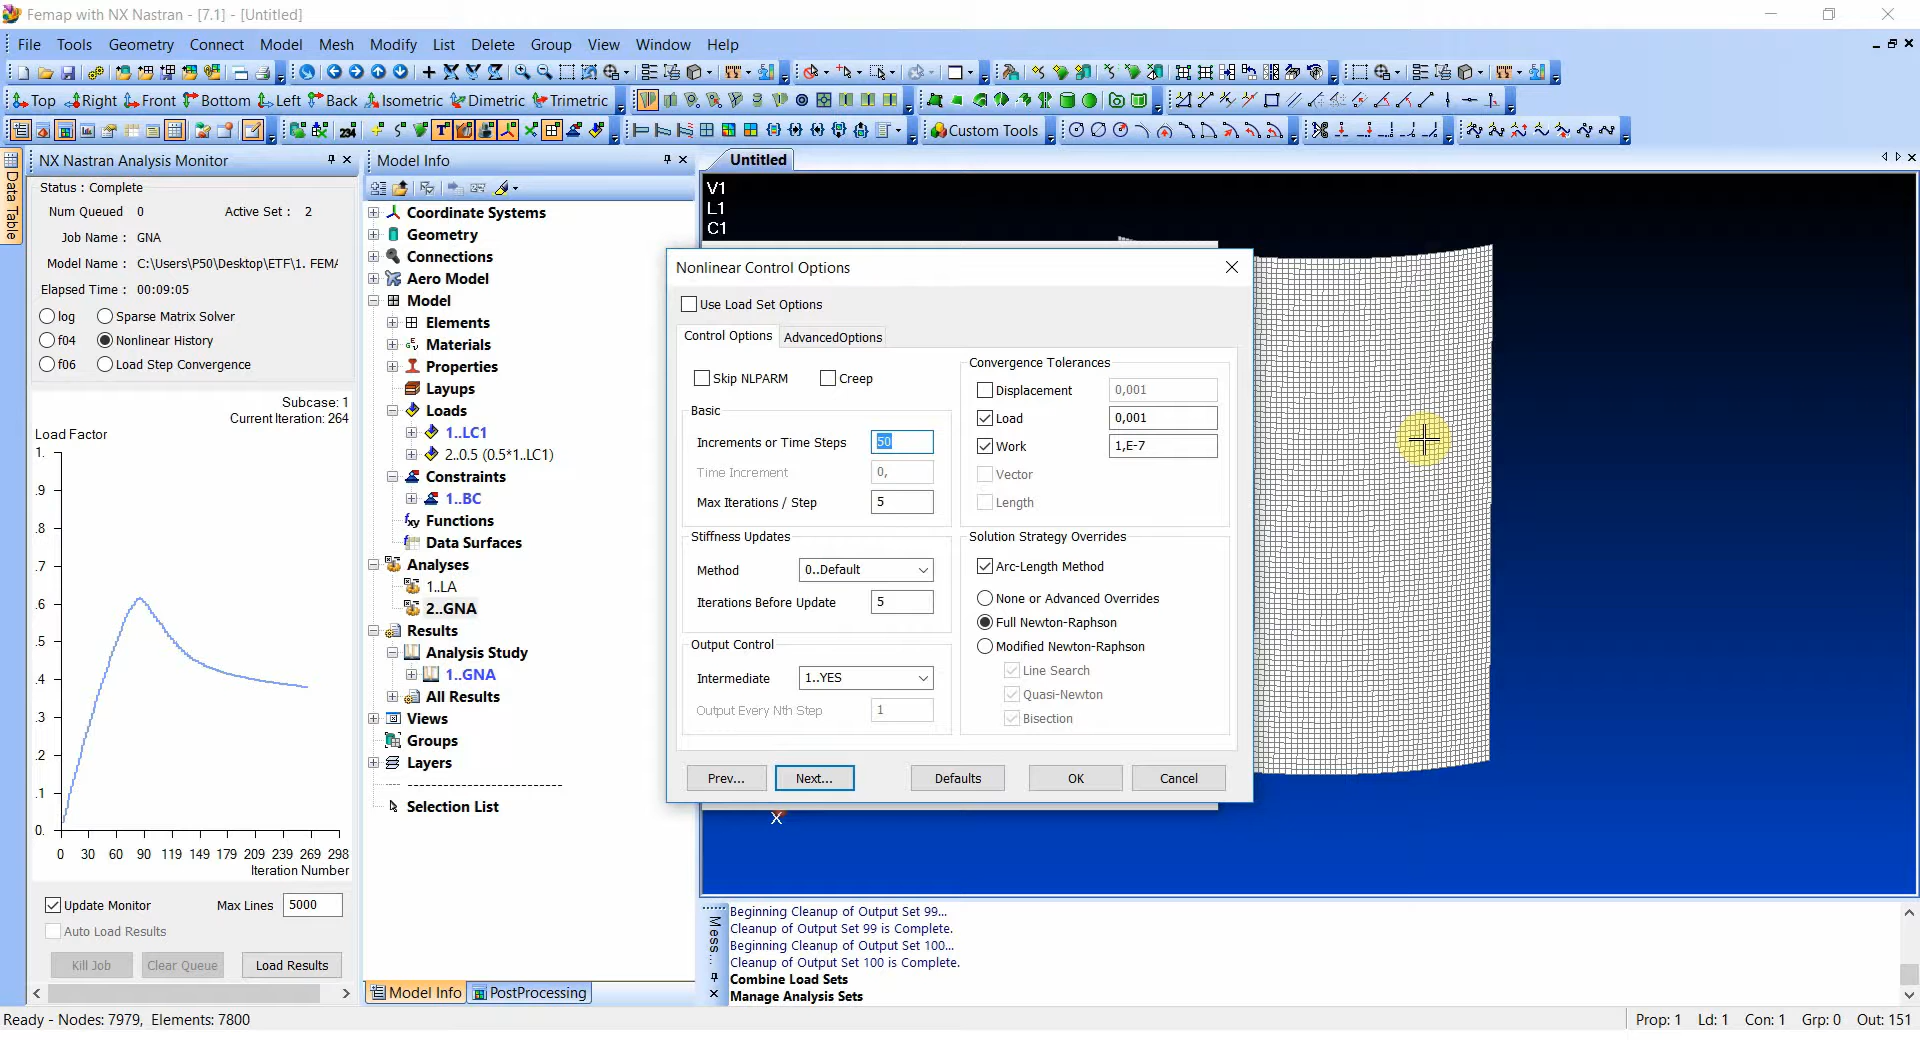 Femap with NX Nastran - [7.1] - [Untitled]
File Tools Geometry Connect Model Mesh Modify List Delete Group View Window Help
Top Right Front Bottom Left Back Isometric Dimetric Trimetric
234 T Custom Tools
Data Table
NX Nastran Analysis Monitor
Status : Complete
Num Queued 0 Active Set : 2
Job Name : GNA
Model Name : C:\Users\P50\Desktop\ETF\1. FEMA
Elapsed Time : 00:09:05
log Sparse Matrix Solver
f04 Nonlinear History
f06 Load Step Convergence
Subcase: 1
Current Iteration: 264
Load Factor
1.
.9
.8
.7
.6
.5
.4
.3
.2
.1
0.
0 30 60 90 119 149 179 209 239 269 298
Iteration Number
Update Monitor Max Lines 5000
Auto Load Results
Kill Job Clear Queue Load Results
Model Info
Coordinate Systems
Geometry
Connections
Aero Model
Model
Elements
Materials
Properties
Layups
Loads
1..LC1
2..0.5 (0.5*1..LC1)
Constraints
1..BC
Functions
Data Surfaces
Analyses
1..LA
2..GNA
Results
Analysis Study
1..GNA
All Results
Views
Groups
Layers
Selection List
Model Info PostProcessing
Untitled
V1
L1
C1
X
Nonlinear Control Options
Use Load Set Options
Control Options AdvancedOptions
Skip NLPARM Creep
Basic
Increments or Time Steps 50
Time Increment 0,
Max Iterations / Step 5
Stiffness Updates
Method 0..Default
Iterations Before Update 5
Output Control
Intermediate 1..YES
Output Every Nth Step 1
Convergence Tolerances
Displacement 0,001
Load 0,001
Work 1,E-7
Vector
Length
Solution Strategy Overrides
Arc-Length Method
None or Advanced Overrides
Full Newton-Raphson
Modified Newton-Raphson
Line Search
Quasi-Newton
Bisection
Prev... Next... Defaults OK Cancel
Mess...
Beginning Cleanup of Output Set 99...
Cleanup of Output Set 99 is Complete.
Beginning Cleanup of Output Set 100...
Cleanup of Output Set 100 is Complete.
Combine Load Sets
Manage Analysis Sets
Ready - Nodes: 7979, Elements: 7800 Prop: 1 Ld: 1 Con: 1 Grp: 0 Out: 151